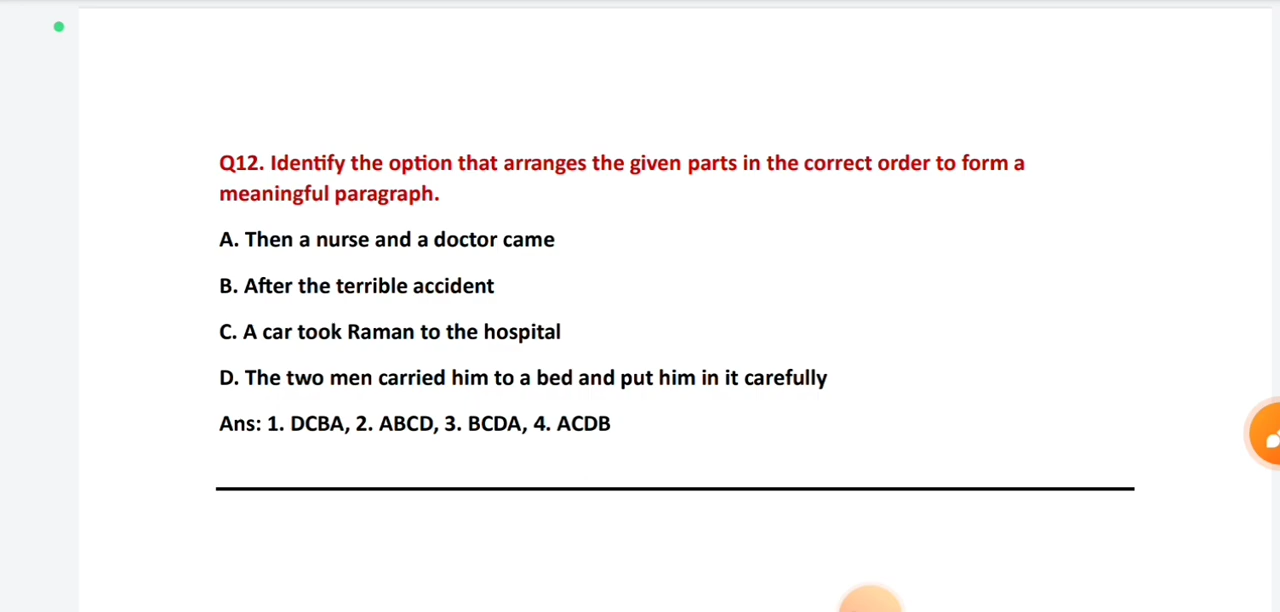 Q12. Identify the option that arranges the given parts in the correct order to form a
meaningful paragraph.
A. Then a nurse and a doctor came
B. After the terrible accident
C. A car took Raman to the hospital
D. The two men carried him to a bed and put him in it carefully
Ans: 1. DCBA, 2. ABCD, 3. BCDA, 4. ACDB